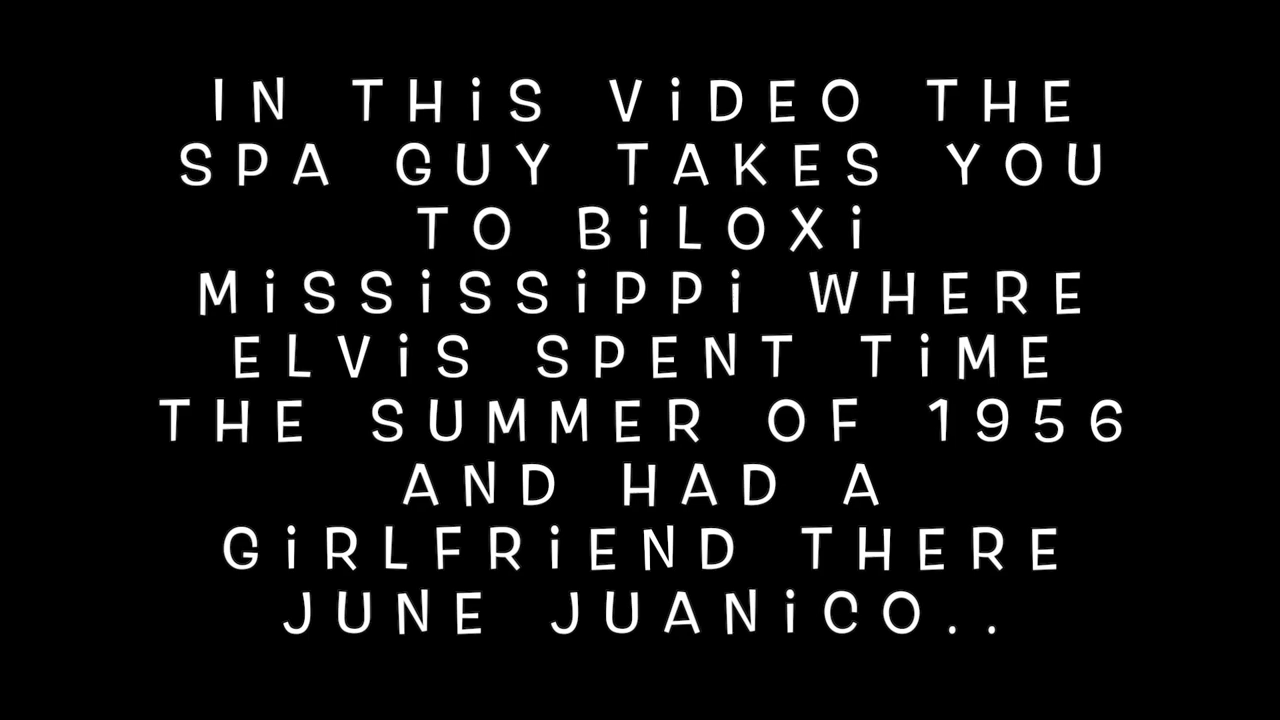 IN THiS ViDEO THE
SPA GUY TAKES YOU
TO BiLOXi
MiSSiSSiPPi WHERE
ELViS SPENT TiME
THE SUMMER OF 1956
AND HAD A
GiRLFRiEND THERE
JUNE JUANiCO..